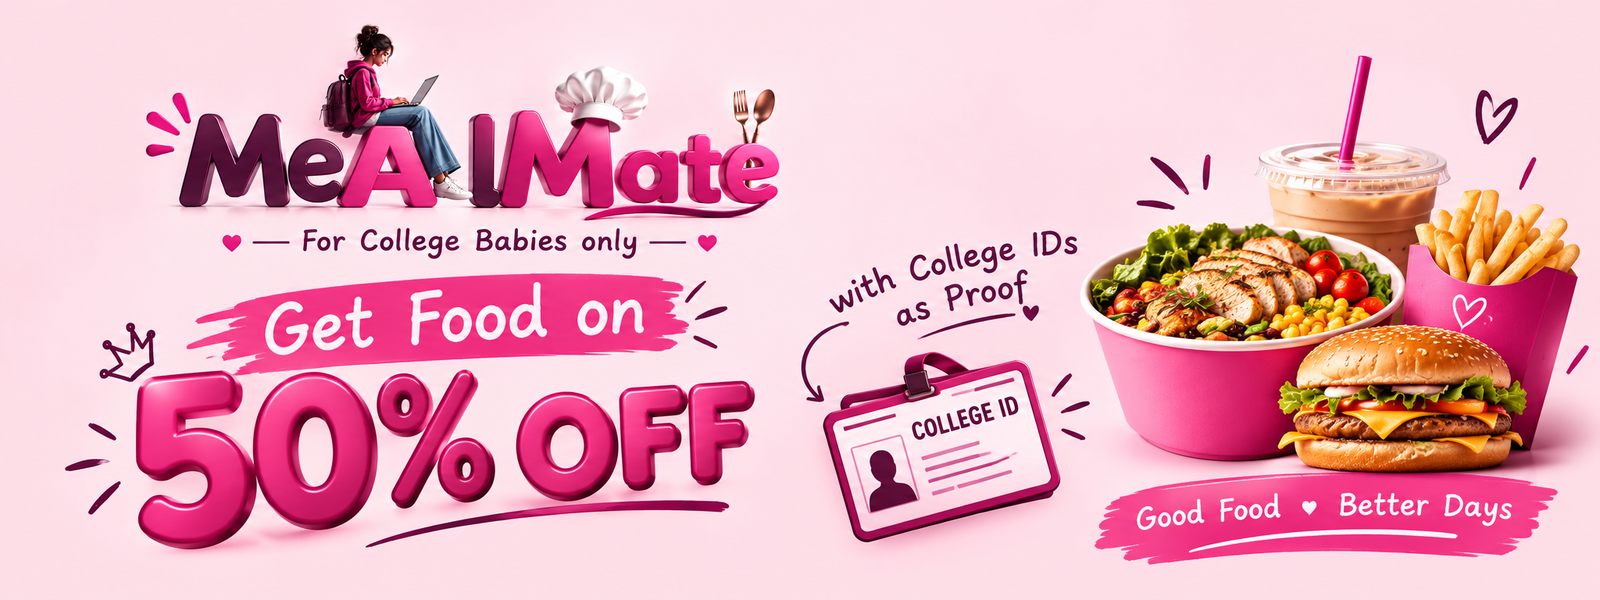 MeAlMate
For College Babies only
Get Food on
50% OFF
with College IDs
as Proof
COLLEGE ID
Good Food ♥ Better Days